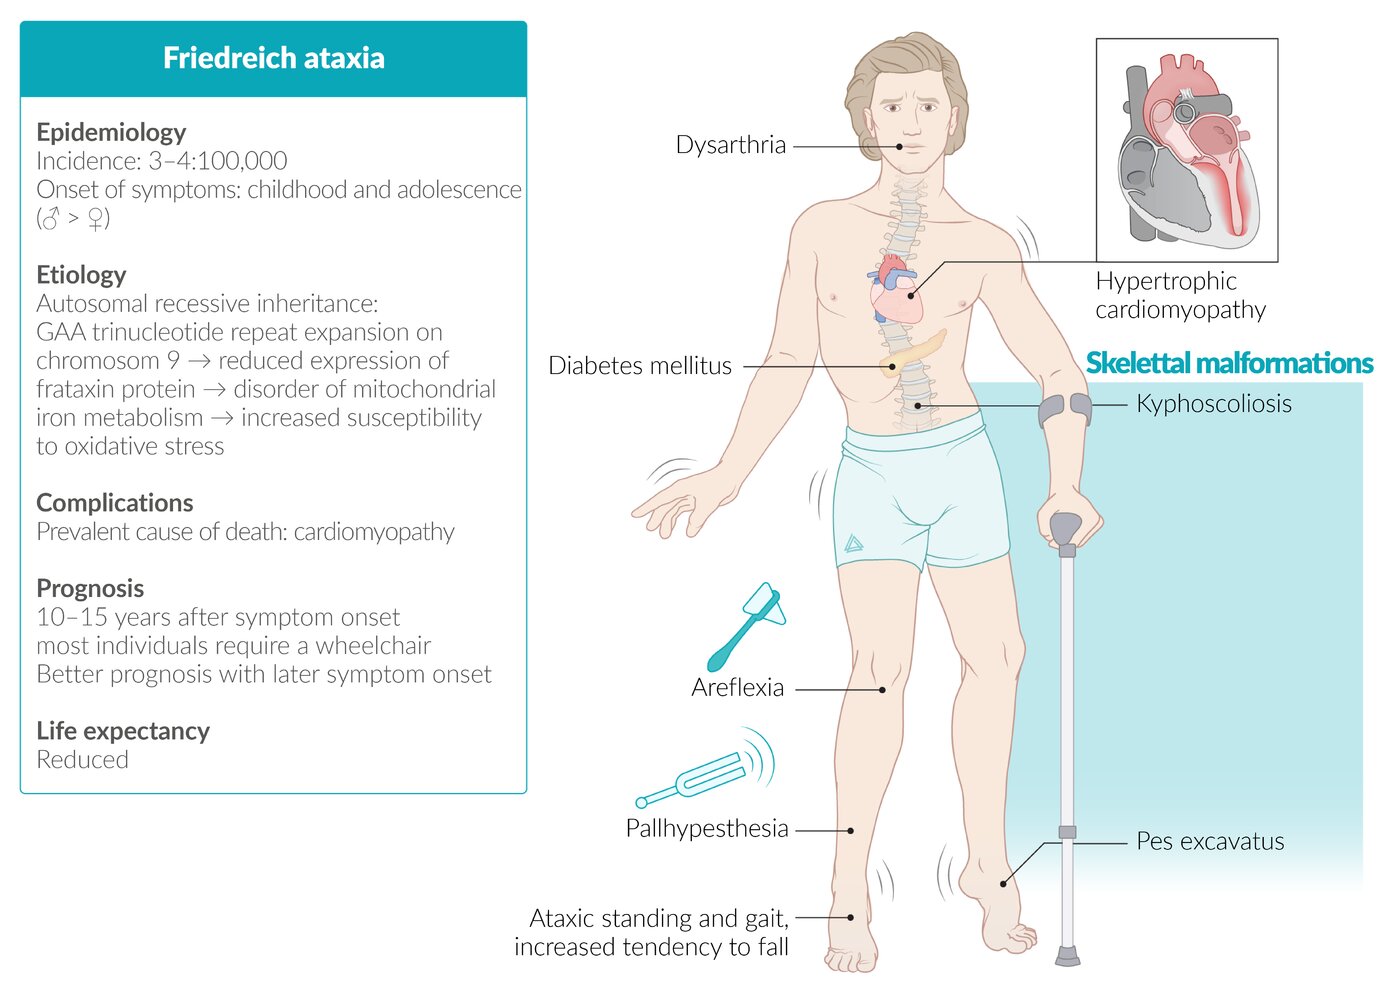 Friedreich ataxia
Epidemiology
Incidence: 3–4:100,000
Onset of symptoms: childhood and adolescence
(♂ > ♀)
Etiology
Autosomal recessive inheritance:
GAA trinucleotide repeat expansion on
chromosom 9 → reduced expression of
frataxin protein → disorder of mitochondrial
iron metabolism → increased susceptibility
to oxidative stress
Complications
Prevalent cause of death: cardiomyopathy
Prognosis
10–15 years after symptom onset
most individuals require a wheelchair
Better prognosis with later symptom onset
Life expectancy
Reduced
Dysarthria
Hypertrophic
cardiomyopathy
Diabetes mellitus
Skelettal malformations
Kyphoscoliosis
Areflexia
Pallhypesthesia
Pes excavatus
Ataxic standing and gait,
increased tendency to fall